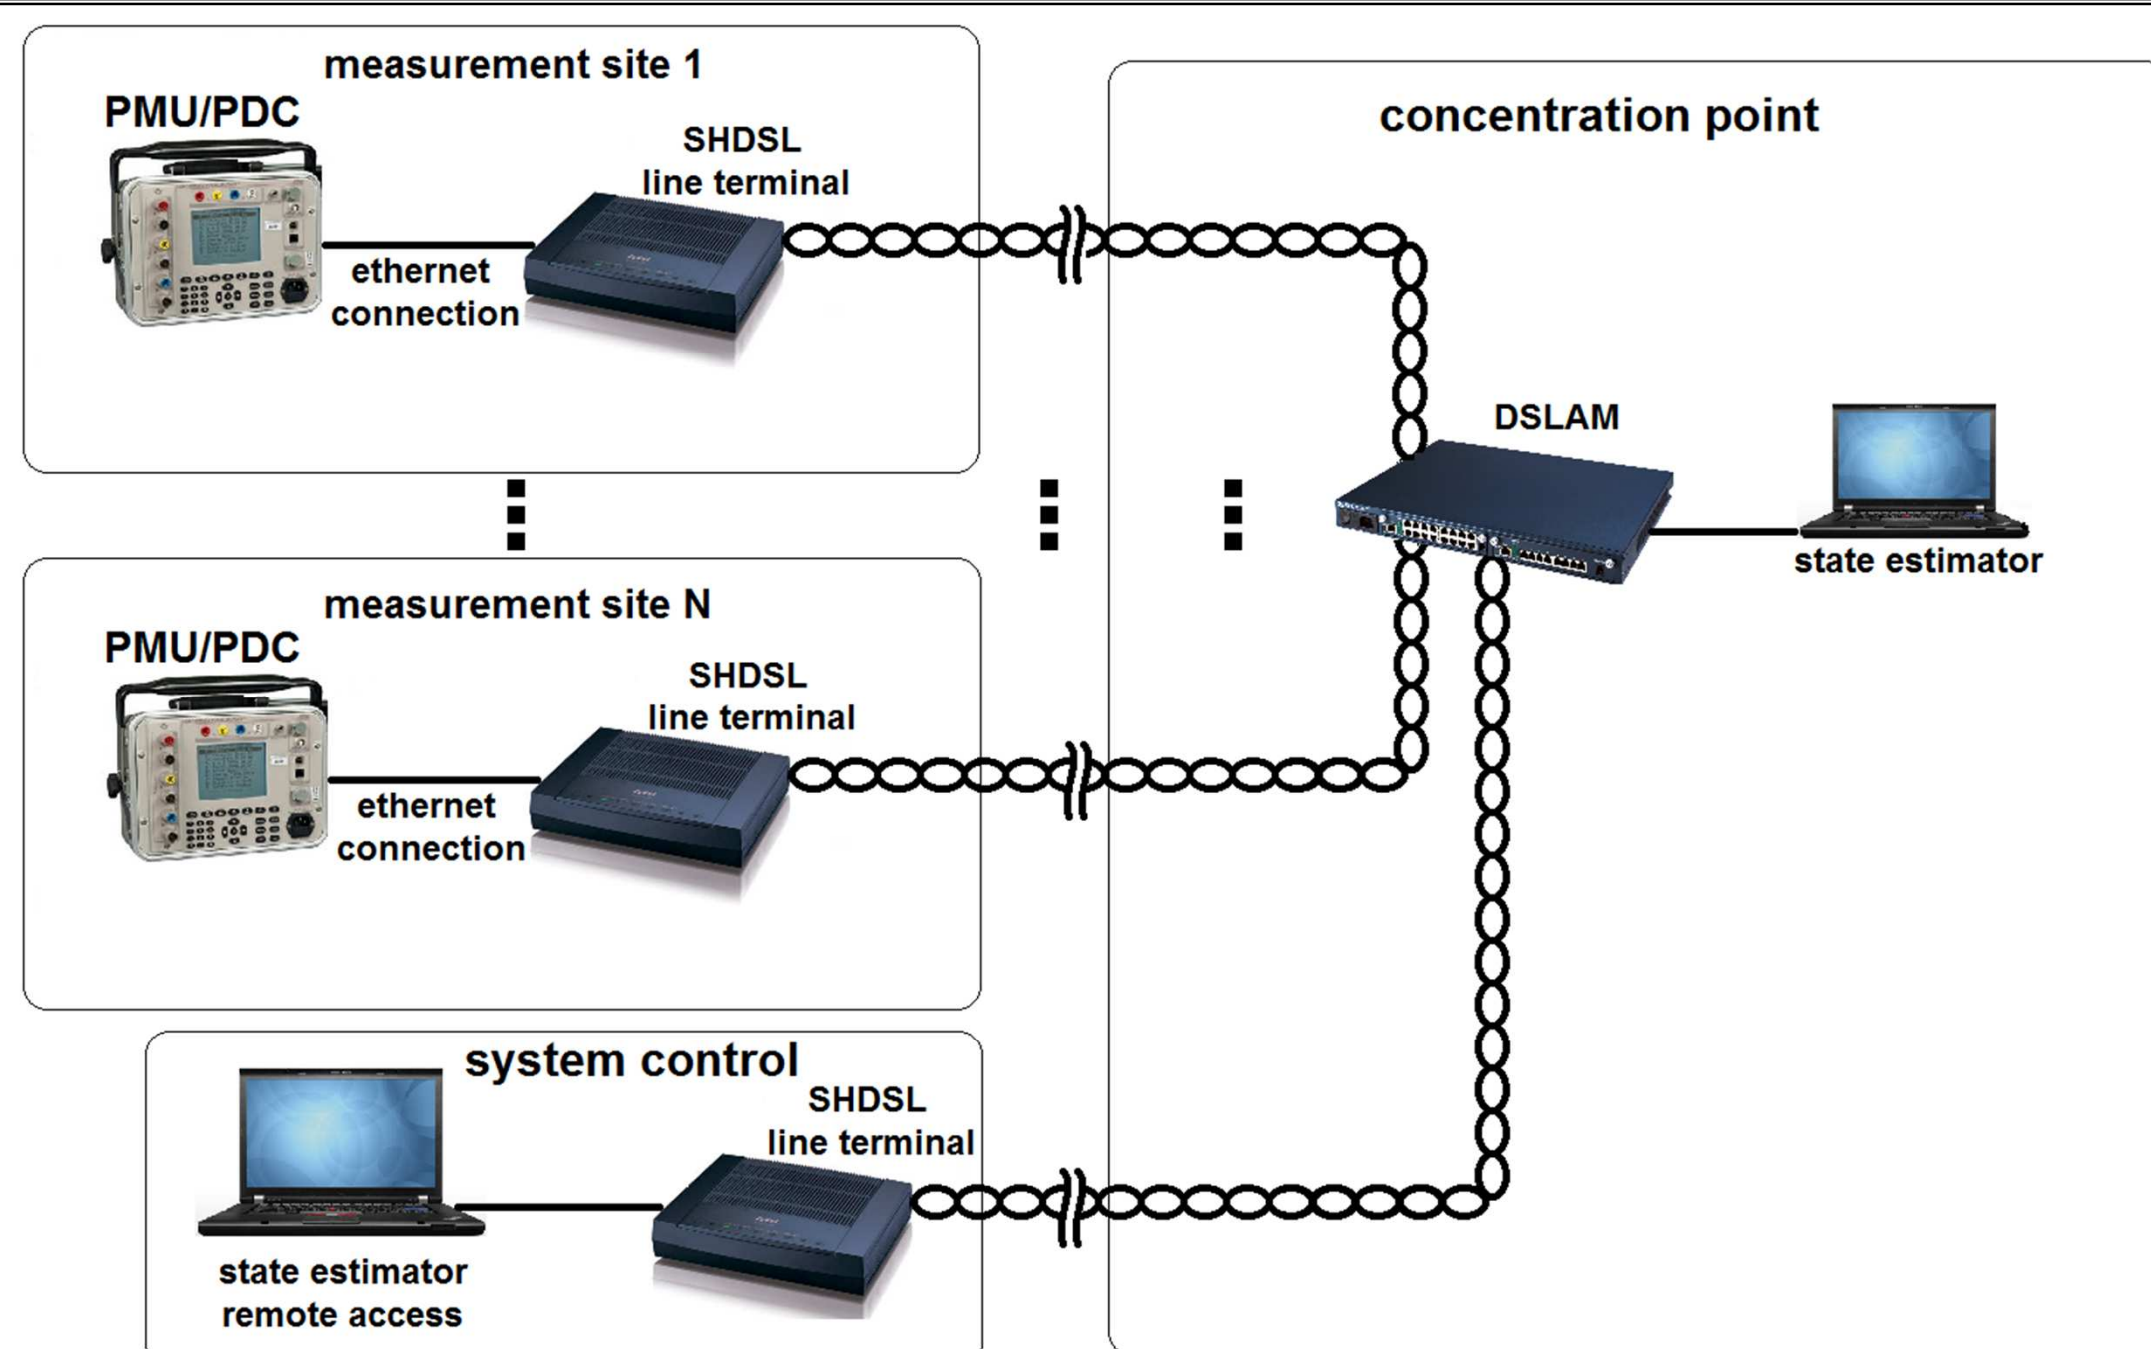 measurement site 1
PMU/PDC
SHDSL
line terminal
ethernet
connection
concentration point
DSLAM
state estimator
measurement site N
PMU/PDC
SHDSL
line terminal
ethernet
connection
system control
SHDSL
line terminal
state estimator
remote access